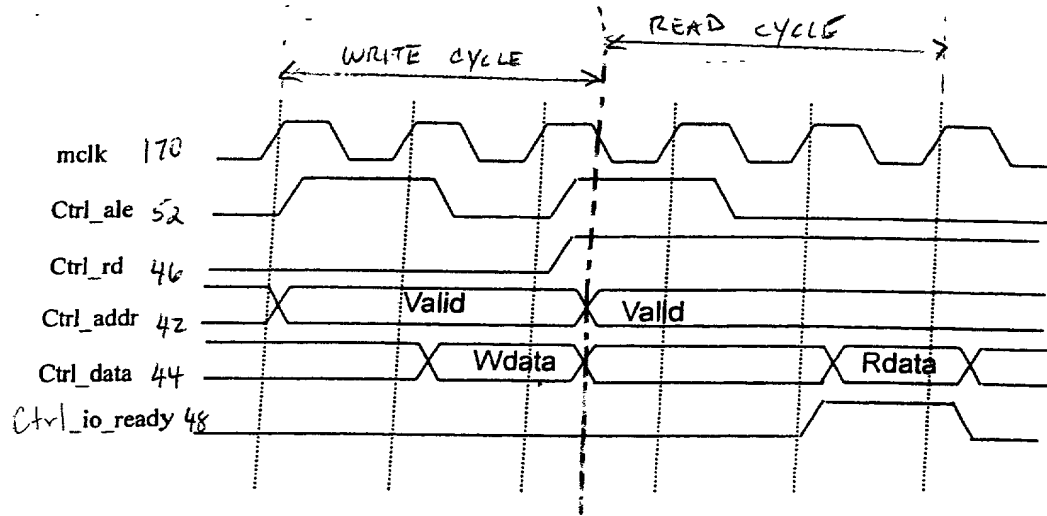 READ CYCLE
WRITE CYCLE
mclk 170
Ctrl_ale 52
Ctrl_rd 46
Ctrl_addr 42 Valid Valid
Ctrl_data 44 Wdata Rdata
Ctrl_io_ready 48